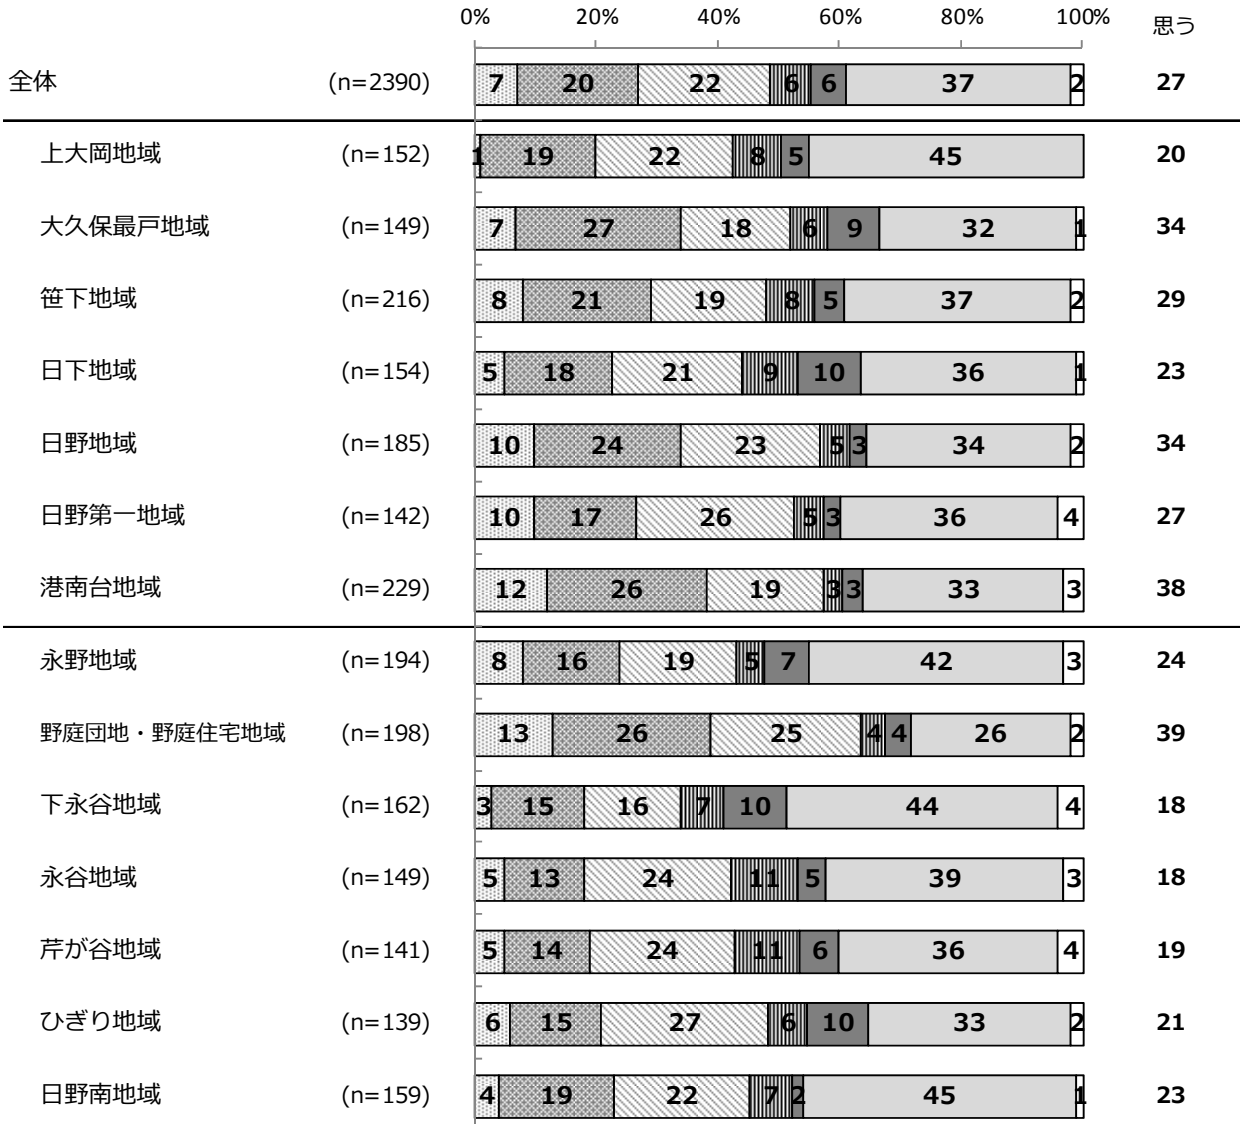 0% 20% 40% 60% 80% 100% 思う
全体 (n=2390) 7 20 22 6 6 37 2 27
上大岡地域 (n=152) 1 19 22 8 5 45 20
大久保最戸地域 (n=149) 7 27 18 6 9 32 1 34
笹下地域 (n=216) 8 21 19 8 5 37 2 29
日下地域 (n=154) 5 18 21 9 10 36 1 23
日野地域 (n=185) 10 24 23 5 3 34 2 34
日野第一地域 (n=142) 10 17 26 5 3 36 4 27
港南台地域 (n=229) 12 26 19 3 3 33 3 38
永野地域 (n=194) 8 16 19 5 7 42 3 24
野庭団地・野庭住宅地域 (n=198) 13 26 25 4 4 26 2 39
下永谷地域 (n=162) 3 15 16 7 10 44 4 18
永谷地域 (n=149) 5 13 24 11 5 39 3 18
芹が谷地域 (n=141) 5 14 24 11 6 36 4 19
ひぎり地域 (n=139) 6 15 27 6 10 33 2 21
日野南地域 (n=159) 4 19 22 7 2 45 1 23